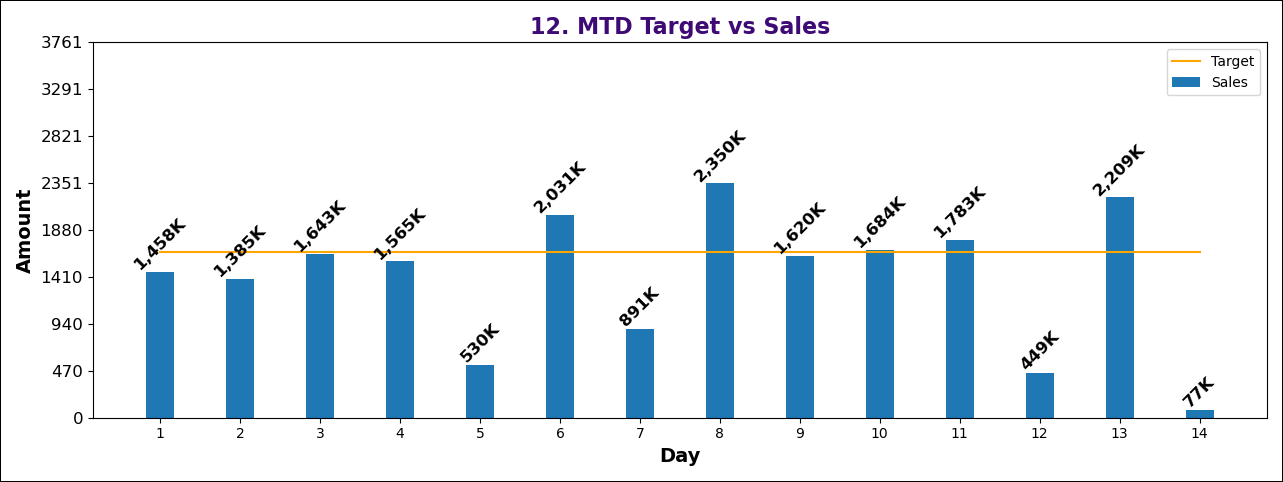 12. MTD Target vs Sales
3761
3291
2821
2351
1880
1410
940
470
0
Amount
Target
Sales
1,458K
1,385K
1,643K
1,565K
530K
2,031K
891K
2,350K
1,620K
1,684K
1,783K
449K
2,209K
77K
1 2 3 4 5 6 7 8 9 10 11 12 13 14
Day